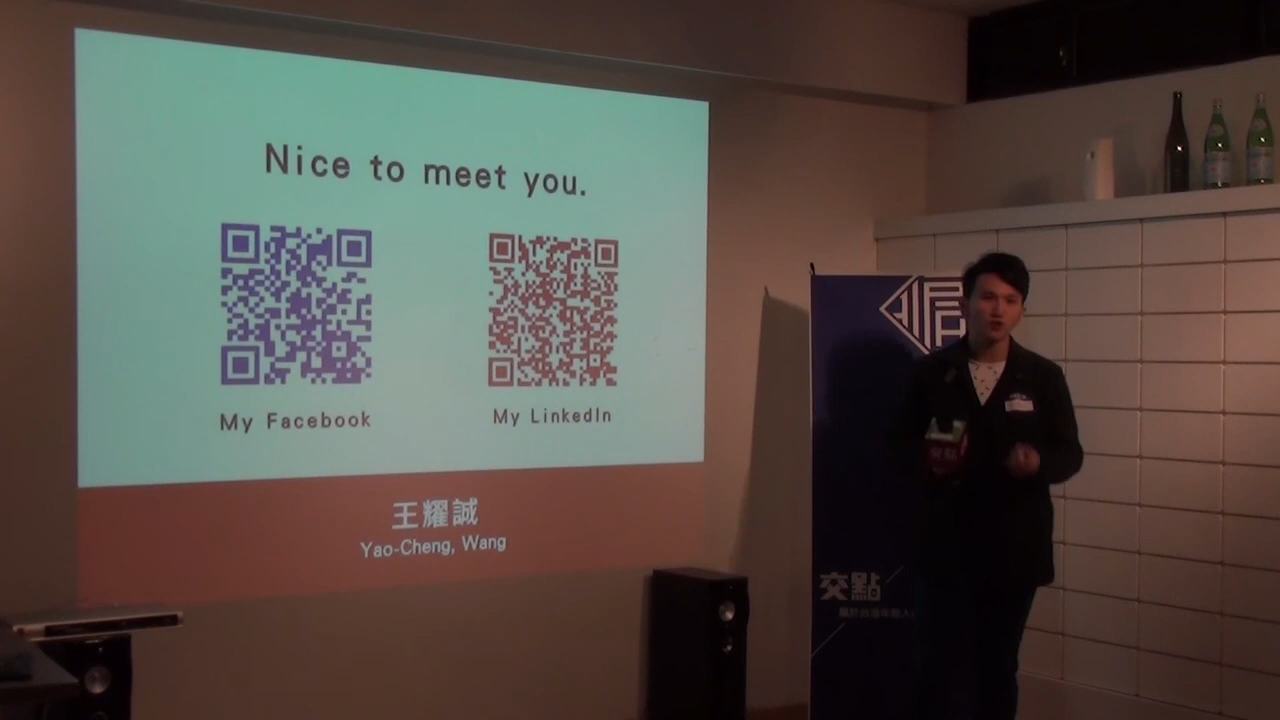 Nice to meet you.
My Facebook
My LinkedIn
王耀誠
Yao-Cheng, Wang
交點